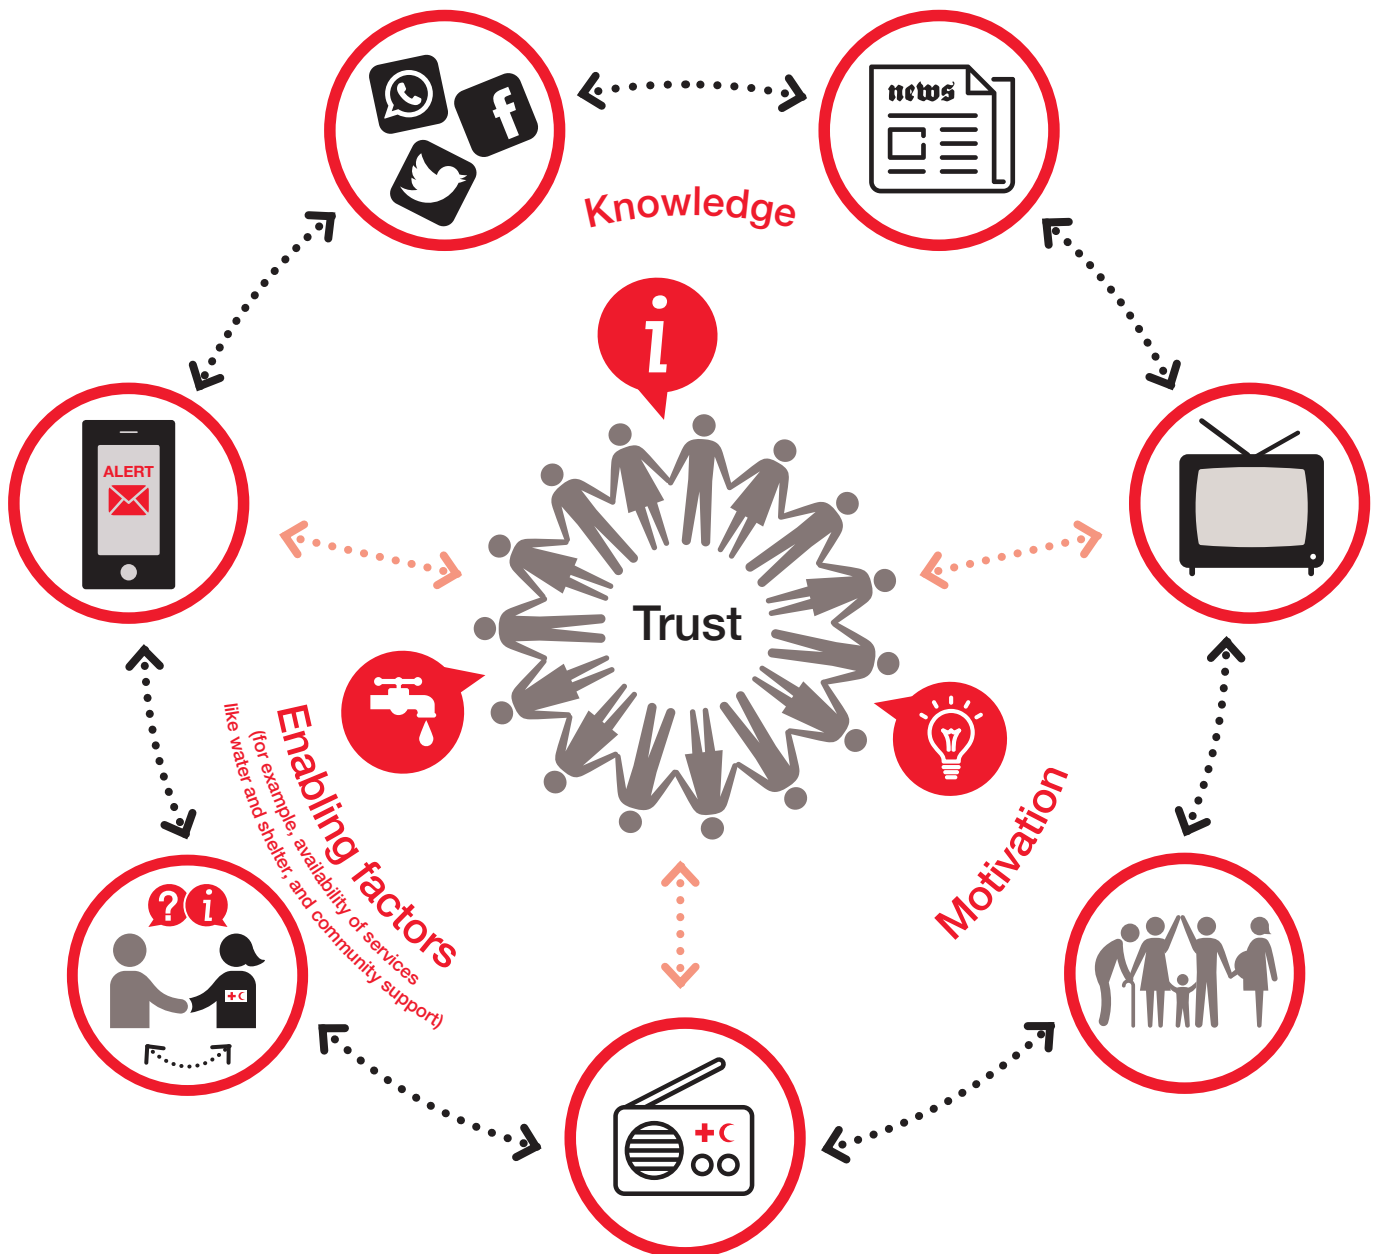 news
Knowledge
i
ALERT
Trust
Enabling factors
(for example, availability of services
like water and shelter, and community support)
Motivation
? i